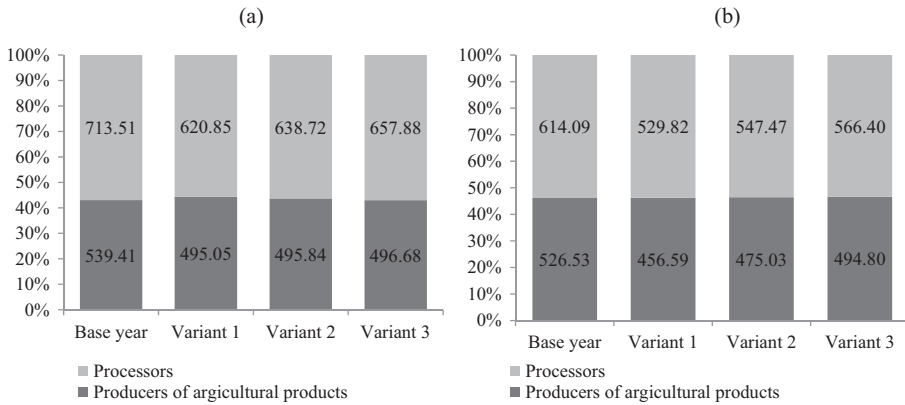 (a)
100%
90%
80%
70%
60%
50%
40%
30%
20%
10%
0%
713.51 620.85 638.72 657.88
539.41 495.05 495.84 496.68
Base year Variant 1 Variant 2 Variant 3
Processors
Producers of argicultural products
(b)
100%
90%
80%
70%
60%
50%
40%
30%
20%
10%
0%
614.09 529.82 547.47 566.40
526.53 456.59 475.03 494.80
Base year Variant 1 Variant 2 Variant 3
Processors
Producers of argicultural products